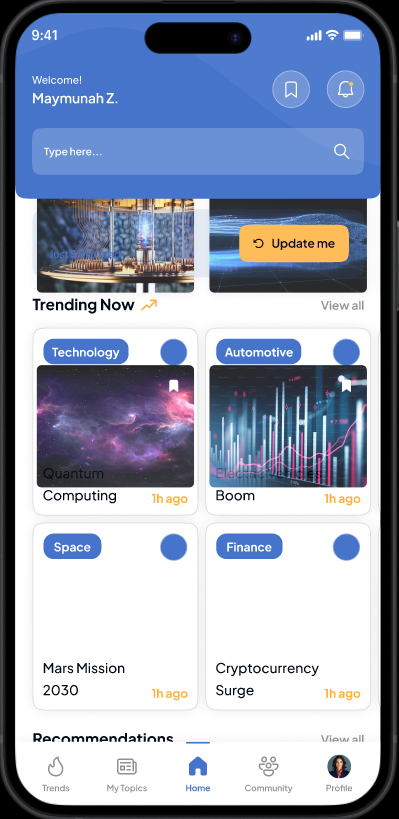 9:41
Welcome!
Maymunah Z.
Type here...
Update me
Trending Now
View all
Technology
Automotive
Quantum
Computing
1h ago
Electric Vehicles
Boom
1h ago
Space
Finance
Mars Mission
2030
1h ago
Cryptocurrency
Surge
1h ago
Recommendations
View all
Trends
My Topics
Home
Community
Profile